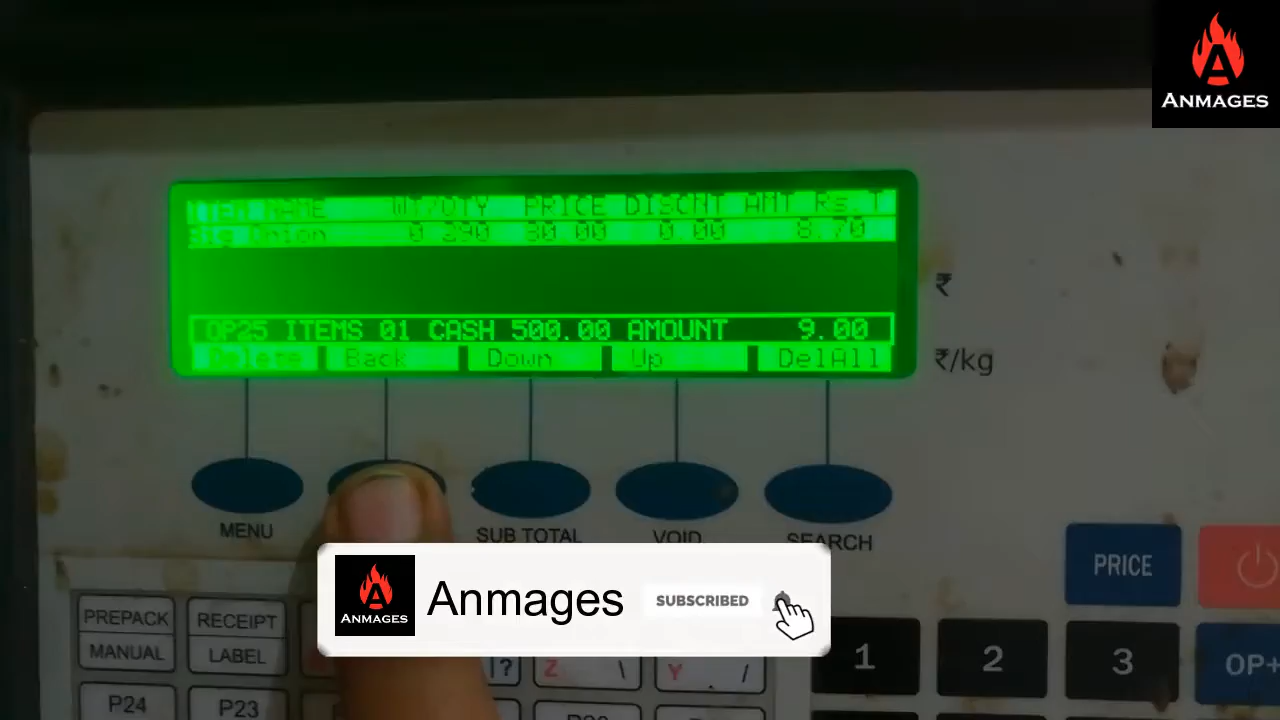 ANMAGES
ITEM NAME WT/QTY PRICE DISCNT AMT Rs. T
Big Onion 0.290 30.00 0.00 8.70
₹
OP25 ITEMS 01 CASH 500.00 AMOUNT 9.00
Delete Back Down Up DelAll
₹/kg
MENU SUB TOTAL VOID SEARCH
PRICE
Anmages
SUBSCRIBED
ANMAGES
PREPACK
MANUAL
RECEIPT
LABEL
|? Z \ Y . /
1 2 3 OP+
P24 P23